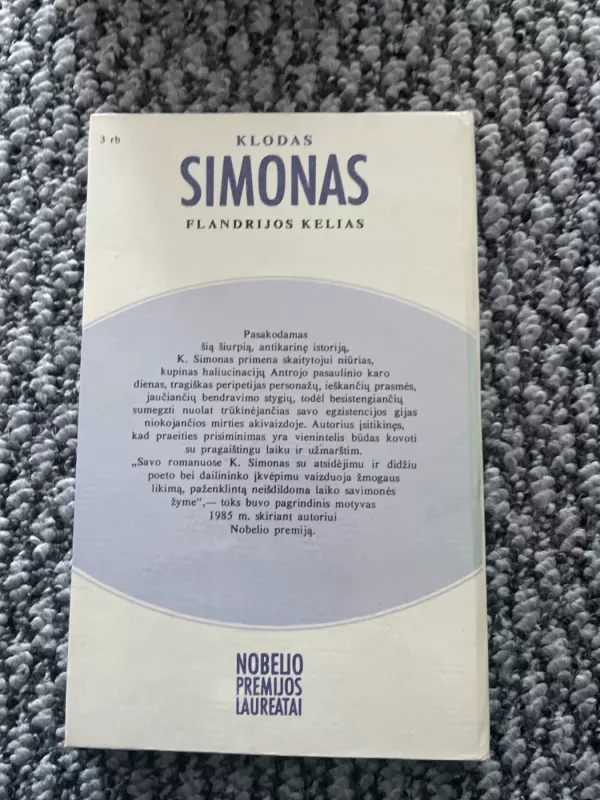 3 rb
KLODAS
SIMONAS
FLANDRIJOS KELIAS
Pasakodamas
šią šiurpią, antikarinę istoriją,
K. Simonas primena skaitytojui niūrias,
kupinas haliucinacijų Antrojo pasaulinio karo
dienas, tragiškas peripetijas personažų, ieškančių prasmės,
jaučiančių bendravimo stygių, todėl besistengiančių
sumegzti nuolat trūkinėjančias savo egzistencijos gijas
niokojančios mirties akivaizdoje. Autorius įsitikinęs,
kad praeities prisiminimas yra vienintelis būdas kovoti
su pragaištingu laiku ir užmarštim.
„Savo romanuose K. Simonas su atsidėjimu ir didžiu
poeto bei dailininko įkvėpimu vaizduoja žmogaus
likimą, paženklintą neišdildoma laiko savimonės
žyme“,— toks buvo pagrindinis motyvas
1985 m. skiriant autoriui
Nobelio premiją.
NOBELIO
PREMIJOS
LAUREATAI